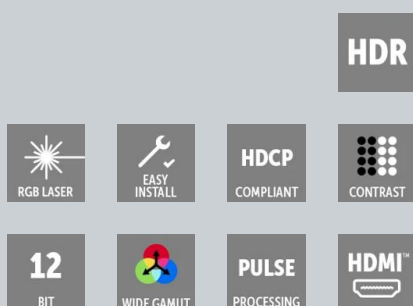 HDR
RGB LASER
EASY
INSTALL
HDCP
COMPLIANT
CONTRAST
12
BIT
WIDE GAMUT
PULSE
PROCESSING
HDMI™